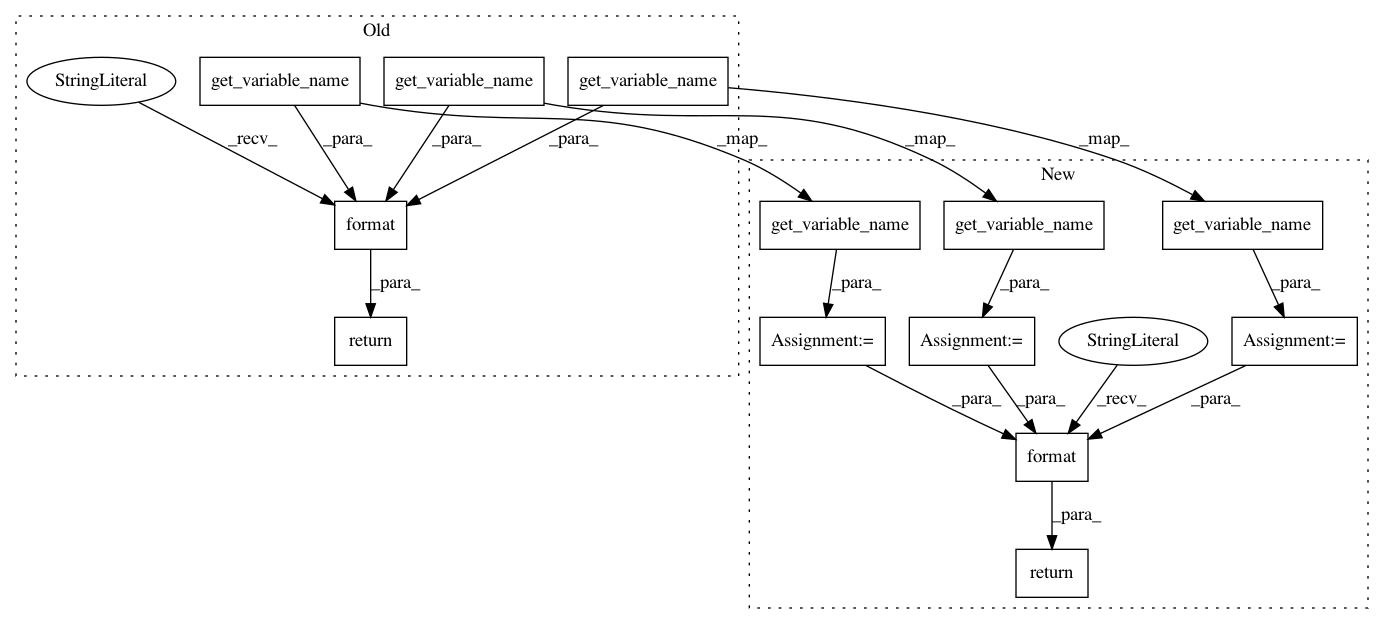 Old
StringLiteral
get_variable_name
get_variable_name
get_variable_name
_recv_
_para_
_para_
_para_
_map_
_map_
_map_
New
format
get_variable_name
get_variable_name
get_variable_name
_para_
_para_
_para_
_para_
return
Assignment:=
Assignment:=
StringLiteral
Assignment:=
_para_
_para_
_recv_
_para_
format
_para_
return